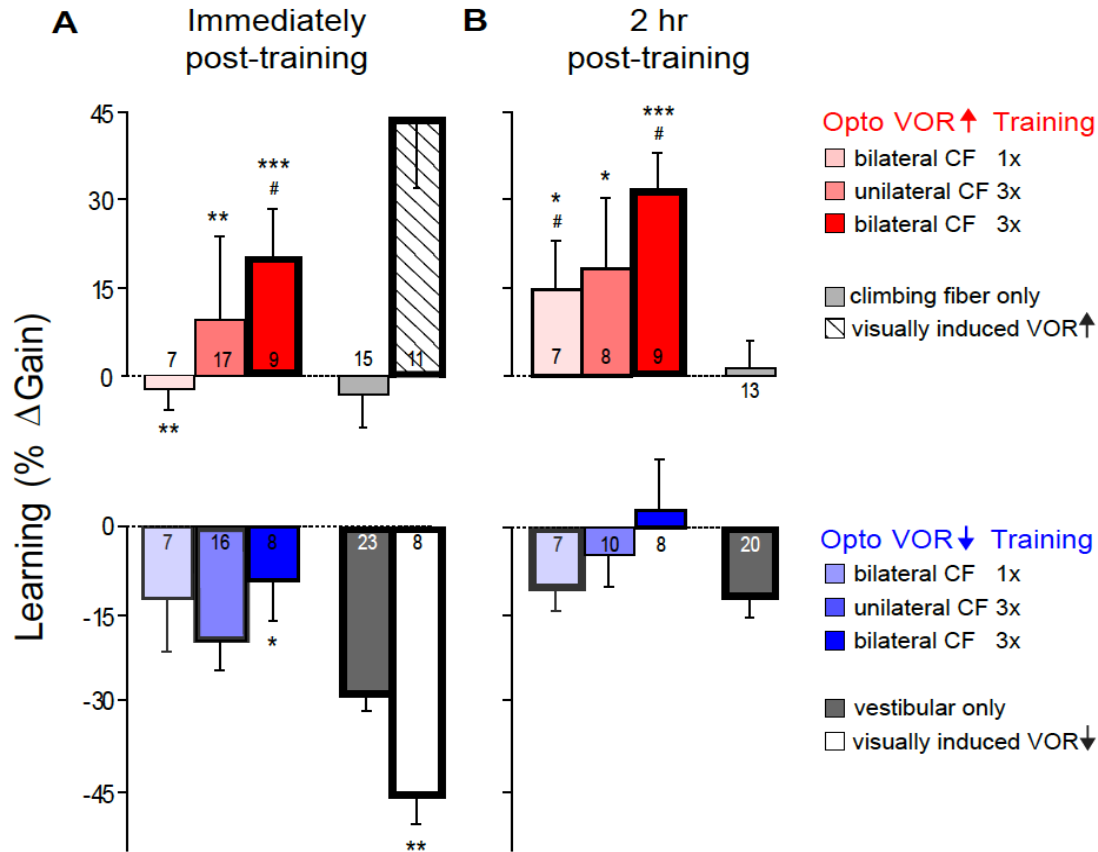 A
Immediately
post-training
B
2 hr
post-training
Learning (% ΔGain)
45
30
15
0
7
**
17
**
9
***
#
15
11
7
*
#
8
*
9
***
#
13
Opto VOR↑ Training
bilateral CF 1x
unilateral CF 3x
bilateral CF 3x
climbing fiber only
visually induced VOR↑
0
-15
-30
-45
7
16
8
*
23
8
**
7
10
8
20
Opto VOR↓ Training
bilateral CF 1x
unilateral CF 3x
bilateral CF 3x
vestibular only
visually induced VOR↓